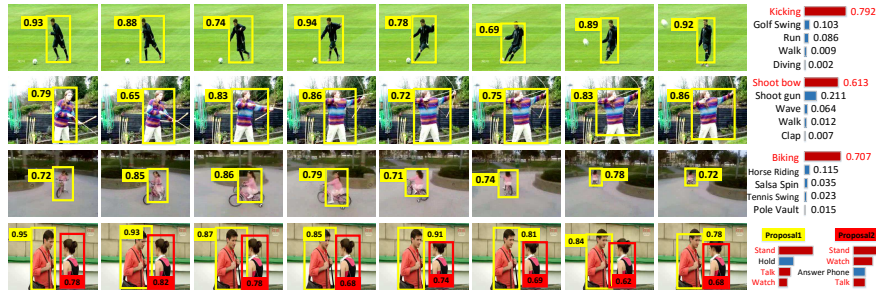 0.93 0.88 0.74 0.94 0.78 0.69 0.89 0.92
Kicking 0.792
Golf Swing 0.103
Run 0.086
Walk 0.009
Diving 0.002
0.79 0.65 0.83 0.86 0.72 0.75 0.83 0.86
Shoot bow 0.613
Shoot gun 0.211
Wave 0.064
Walk 0.012
Clap 0.007
0.72 0.85 0.86 0.79 0.71 0.74 0.78 0.72
Biking 0.707
Horse Riding 0.115
Salsa Spin 0.035
Tennis Swing 0.023
Pole Vault 0.015
0.95 0.93 0.87 0.85 0.91 0.81 0.84 0.78
0.78 0.82 0.78 0.68 0.74 0.69 0.62 0.68
Proposal1 Proposal2
Stand Stand
Hold Watch
Talk Answer Phone
Watch Talk